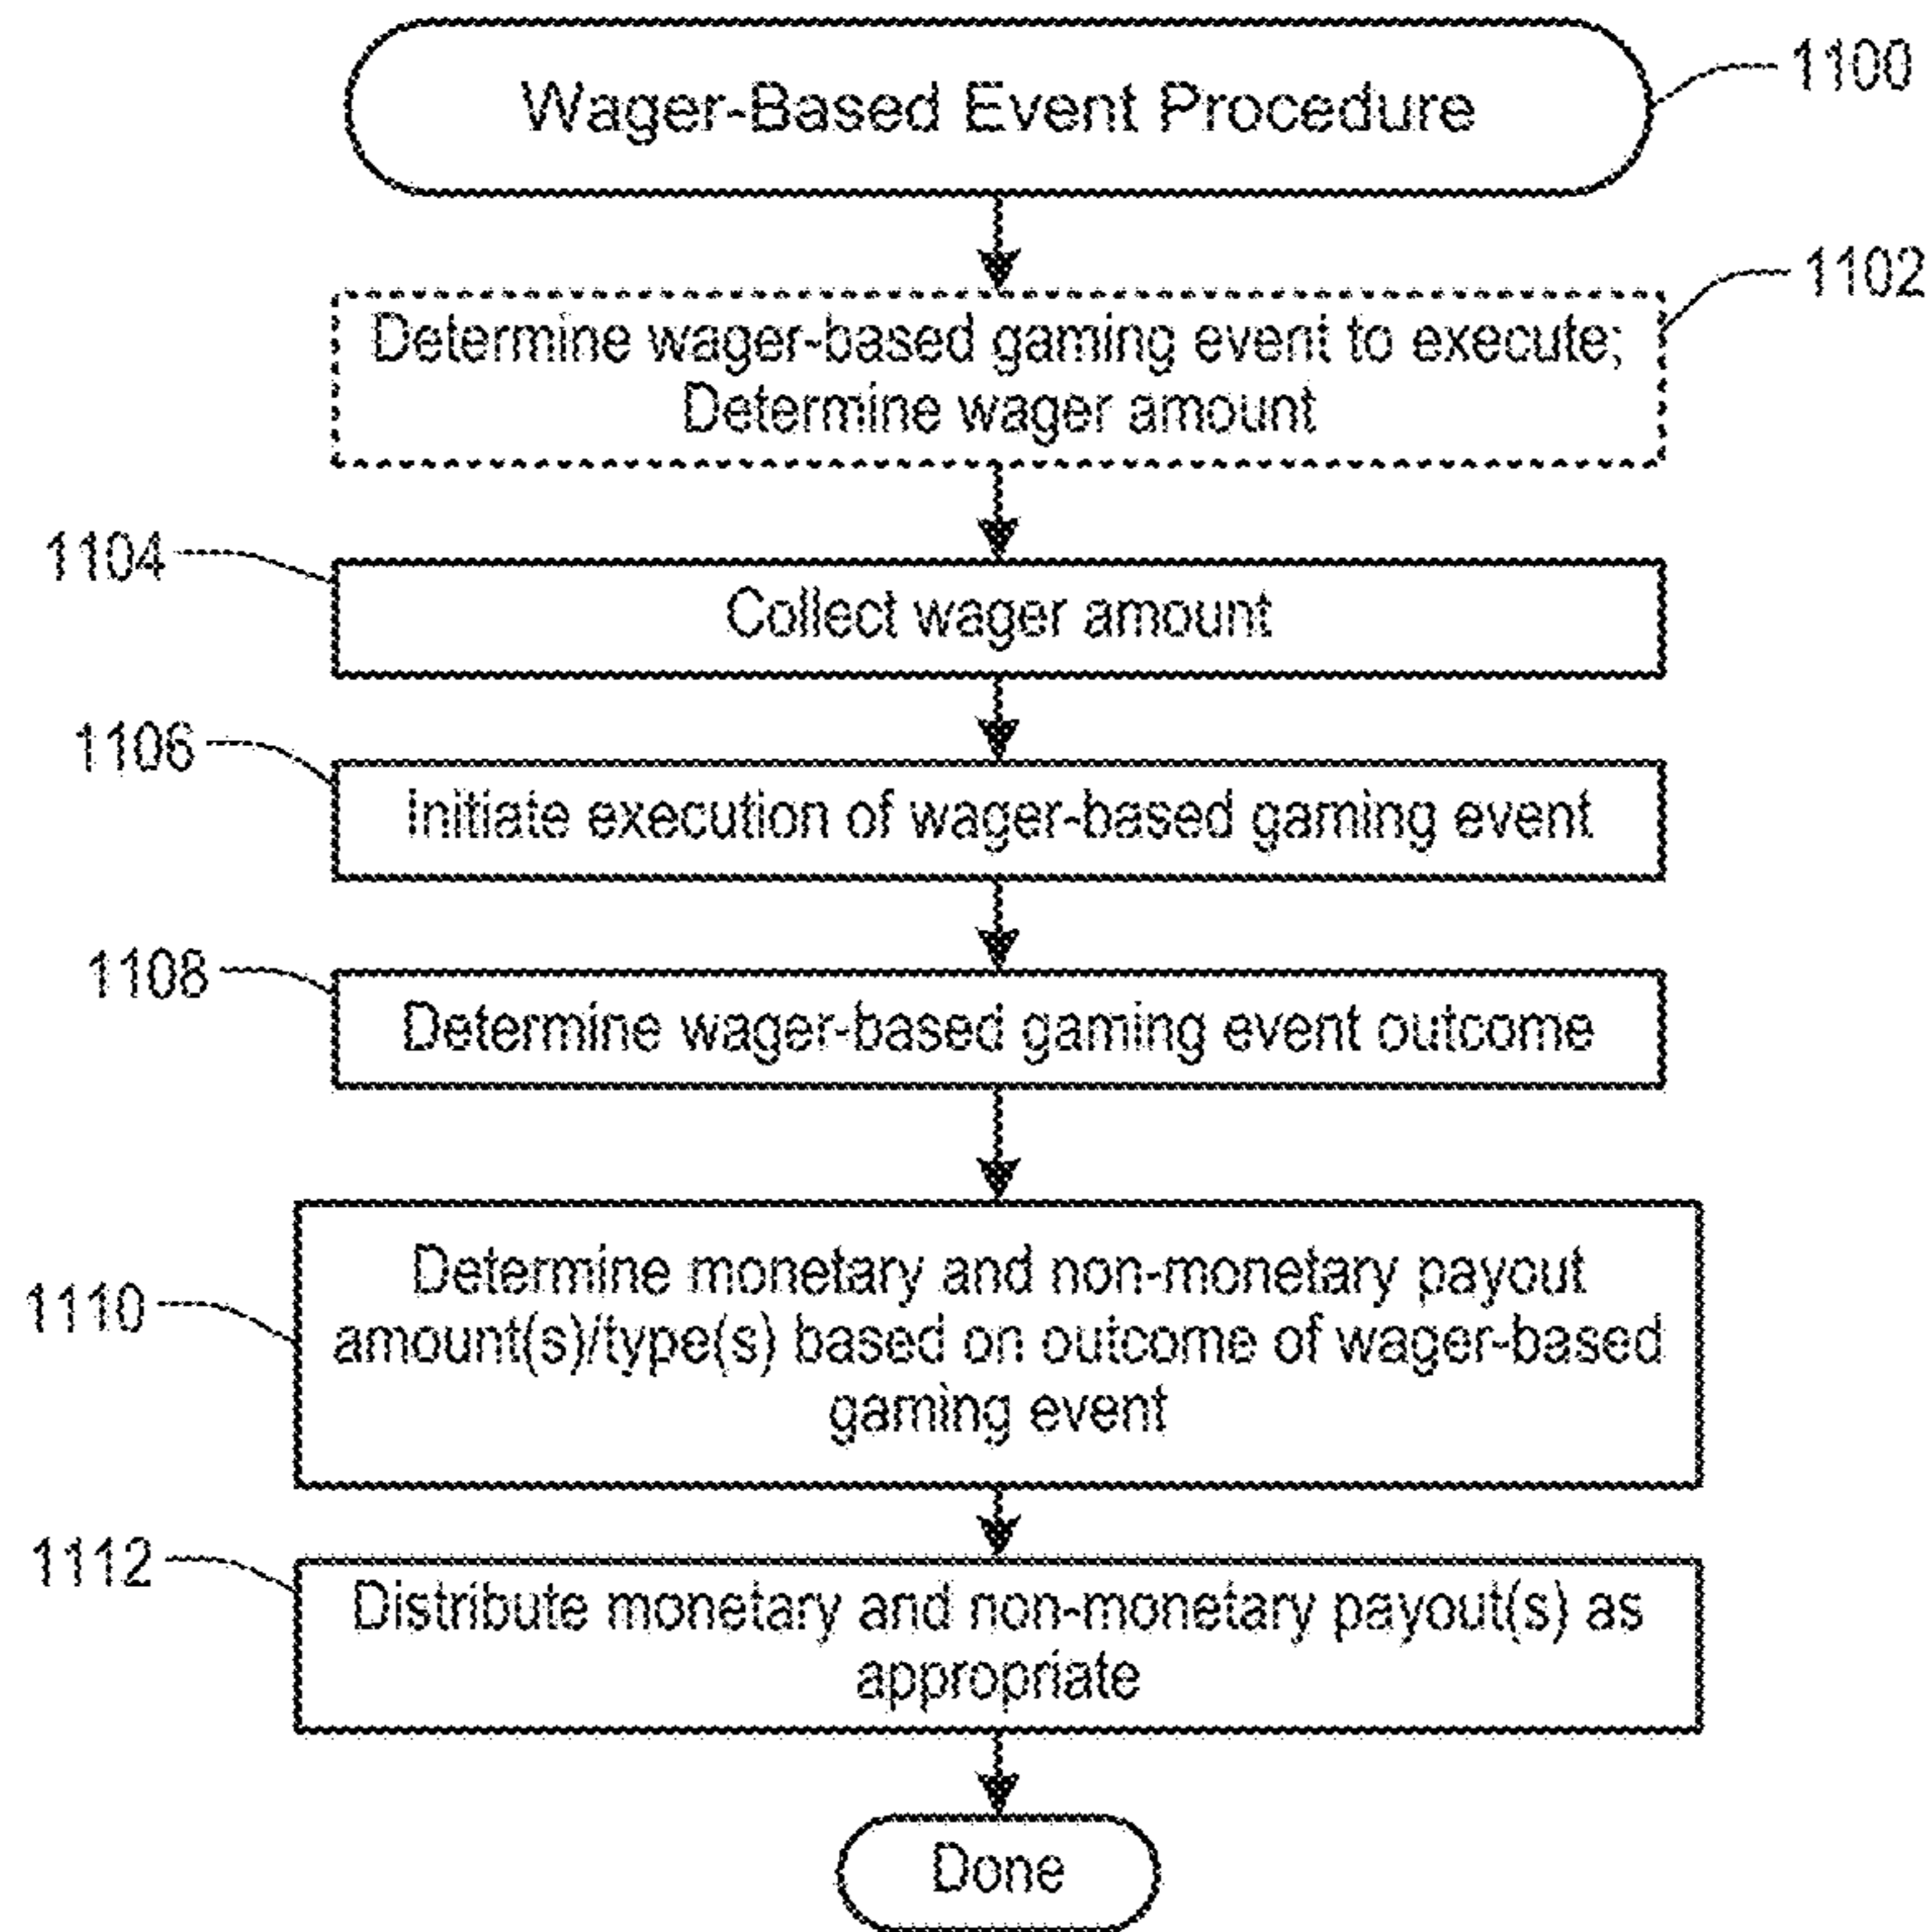 Wager-Based Event Procedure
1100
1102
Determine wager-based gaming event to execute;
Determine wager amount
1104
Collect wager amount
1106
Initiate execution of wager-based gaming event
1108
Determine wager-based gaming event outcome
1110
Determine monetary and non-monetary payout
amount(s)/type(s) based on outcome of wager-based
gaming event
1112
Distribute monetary and non-monetary payout(s) as
appropriate
Done